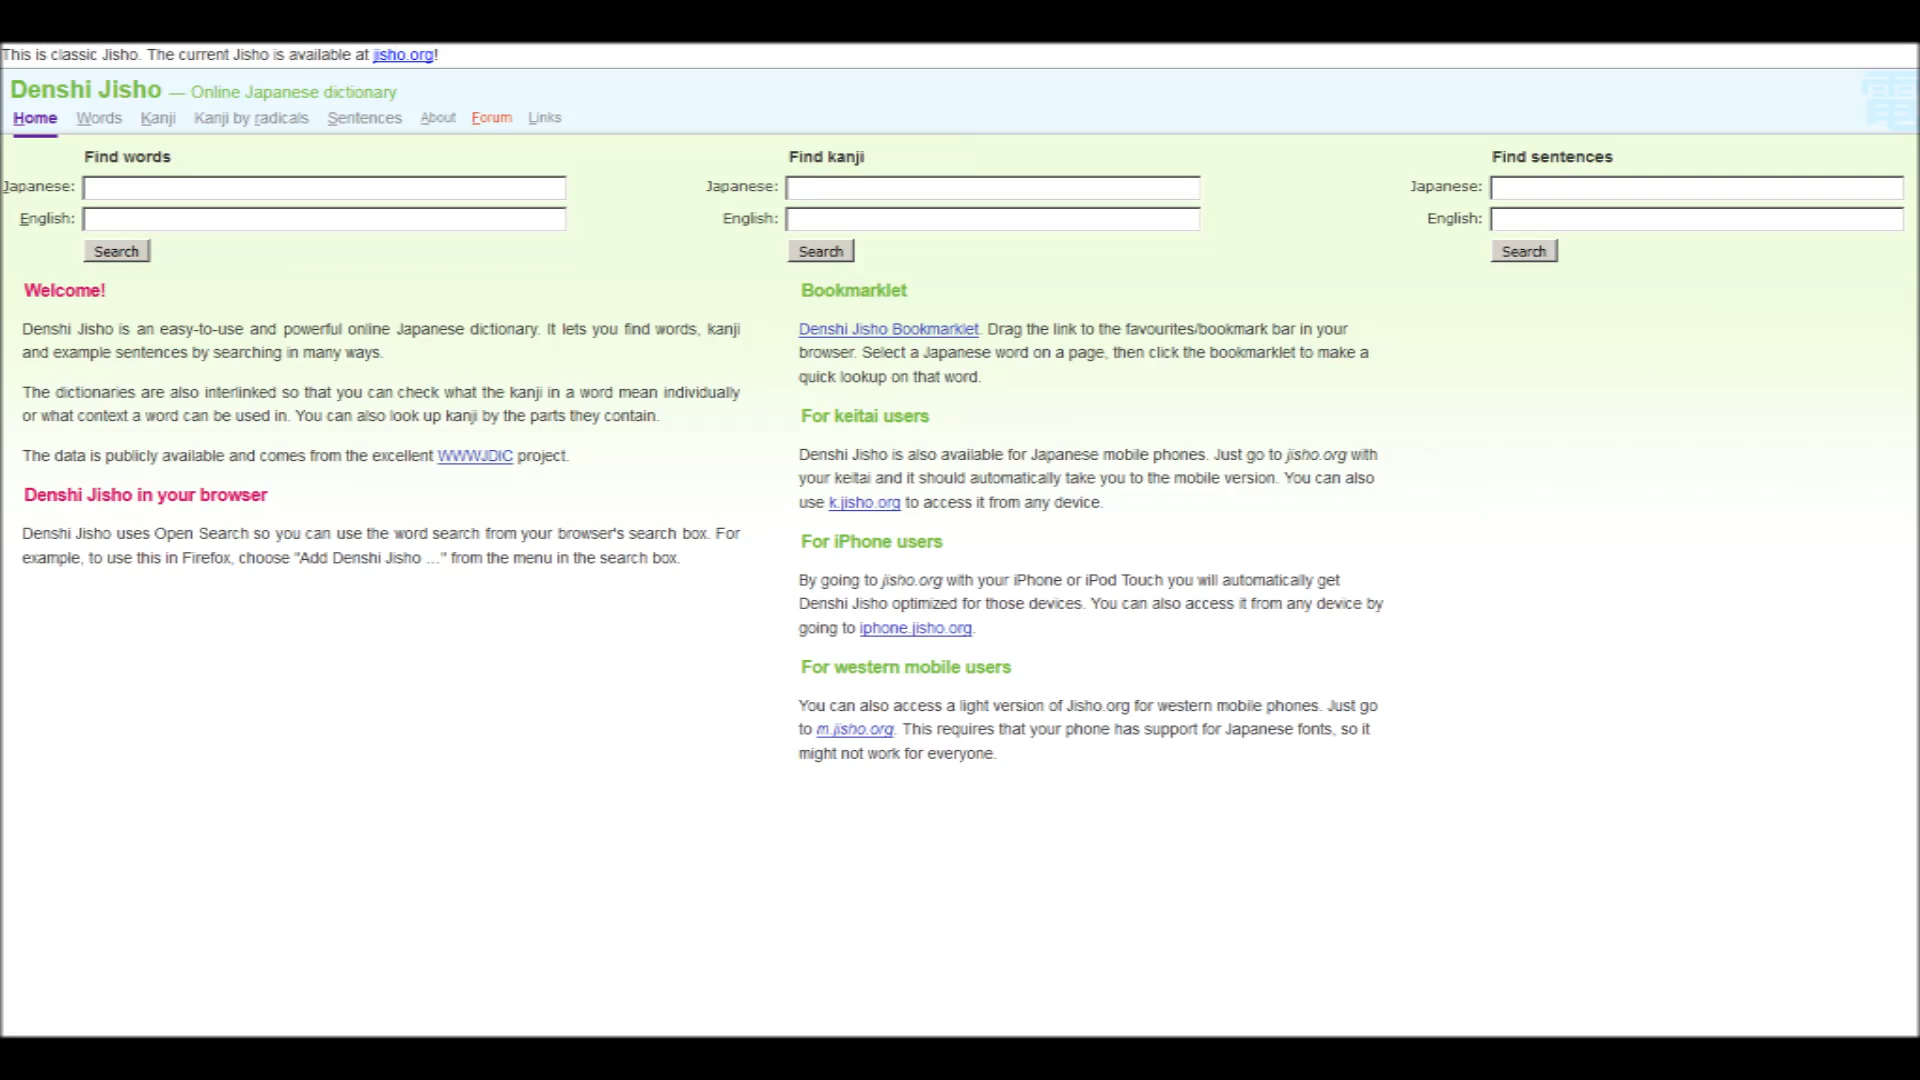 This is classic Jisho. The current Jisho is available at jisho.org!
Denshi Jisho — Online Japanese dictionary
電
Home Words Kanji Kanji by radicals Sentences About Forum Links
Find words
Japanese:
English:
Search
Find kanji
Japanese:
English:
Search
Find sentences
Japanese:
English:
Search
Welcome!
Denshi Jisho is an easy-to-use and powerful online Japanese dictionary. It lets you find words, kanji
and example sentences by searching in many ways.
The dictionaries are also interlinked so that you can check what the kanji in a word mean individually
or what context a word can be used in. You can also look up kanji by the parts they contain.
The data is publicly available and comes from the excellent WWWJDIC project.
Denshi Jisho in your browser
Denshi Jisho uses Open Search so you can use the word search from your browser's search box. For
example, to use this in Firefox, choose "Add Denshi Jisho ..." from the menu in the search box.
Bookmarklet
Denshi Jisho Bookmarklet. Drag the link to the favourites/bookmark bar in your
browser. Select a Japanese word on a page, then click the bookmarklet to make a
quick lookup on that word.
For keitai users
Denshi Jisho is also available for Japanese mobile phones. Just go to jisho.org with
your keitai and it should automatically take you to the mobile version. You can also
use k.jisho.org to access it from any device.
For iPhone users
By going to jisho.org with your iPhone or iPod Touch you will automatically get
Denshi Jisho optimized for those devices. You can also access it from any device by
going to iphone.jisho.org.
For western mobile users
You can also access a light version of Jisho.org for western mobile phones. Just go
to m.jisho.org. This requires that your phone has support for Japanese fonts, so it
might not work for everyone.